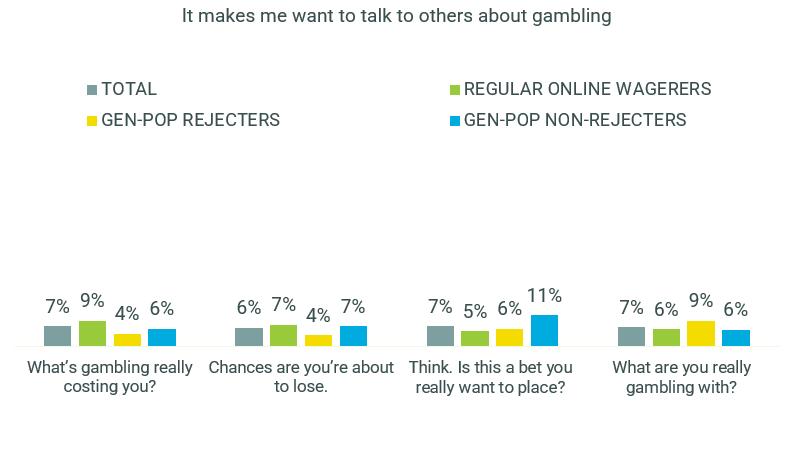 It makes me want to talk to others about gambling
TOTAL
REGULAR ONLINE WAGERERS
GEN-POP REJECTERS
GEN-POP NON-REJECTERS
7% 9% 4% 6%
6% 7% 4% 7%
7% 5% 6% 11%
7% 6% 9% 6%
What’s gambling really
costing you?
Chances are you’re about
to lose.
Think. Is this a bet you
really want to place?
What are you really
gambling with?